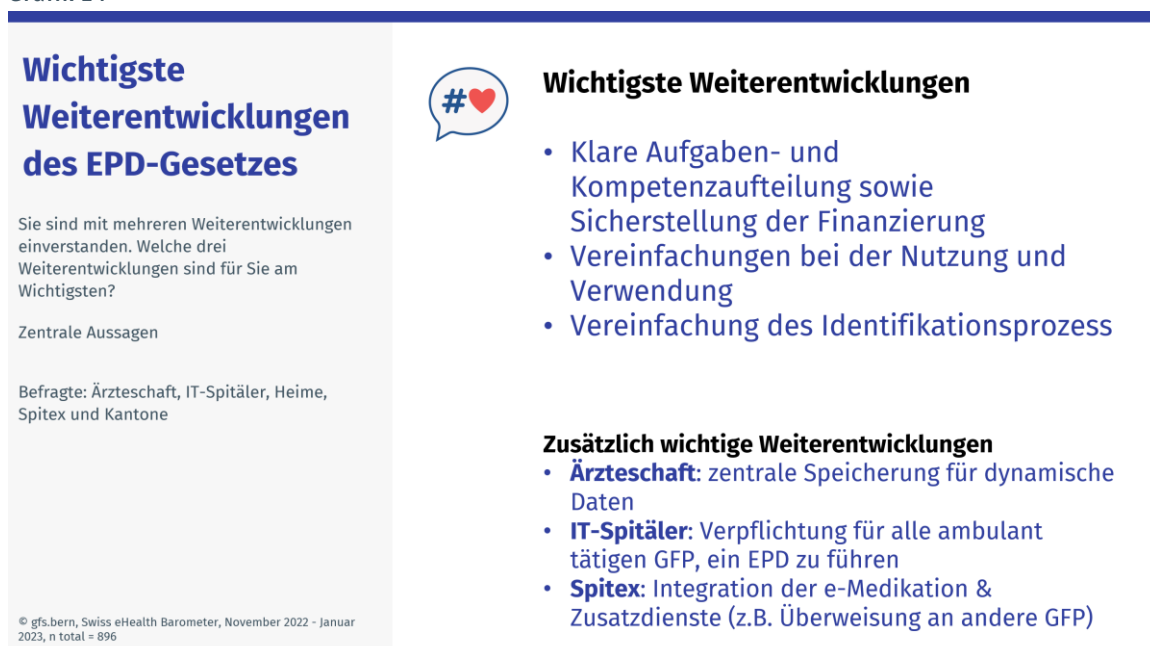 Wichtigste
Weiterentwicklungen
des EPD-Gesetzes
Sie sind mit mehreren Weiterentwicklungen
einverstanden. Welche drei
Weiterentwicklungen sind für Sie am
Wichtigsten?
Zentrale Aussagen
Befragte: Ärzteschaft, IT-Spitäler, Heime,
Spitex und Kantone
© gfs.bern, Swiss eHealth Barometer, November 2022 - Januar
2023, n total = 896
#
Wichtigste Weiterentwicklungen
• Klare Aufgaben- und
Kompetenzaufteilung sowie
Sicherstellung der Finanzierung
• Vereinfachungen bei der Nutzung und
Verwendung
• Vereinfachung des Identifikationsprozess
Zusätzlich wichtige Weiterentwicklungen
• Ärzteschaft: zentrale Speicherung für dynamische
Daten
• IT-Spitäler: Verpflichtung für alle ambulant
tätigen GFP, ein EPD zu führen
• Spitex: Integration der e-Medikation &
Zusatzdienste (z.B. Überweisung an andere GFP)